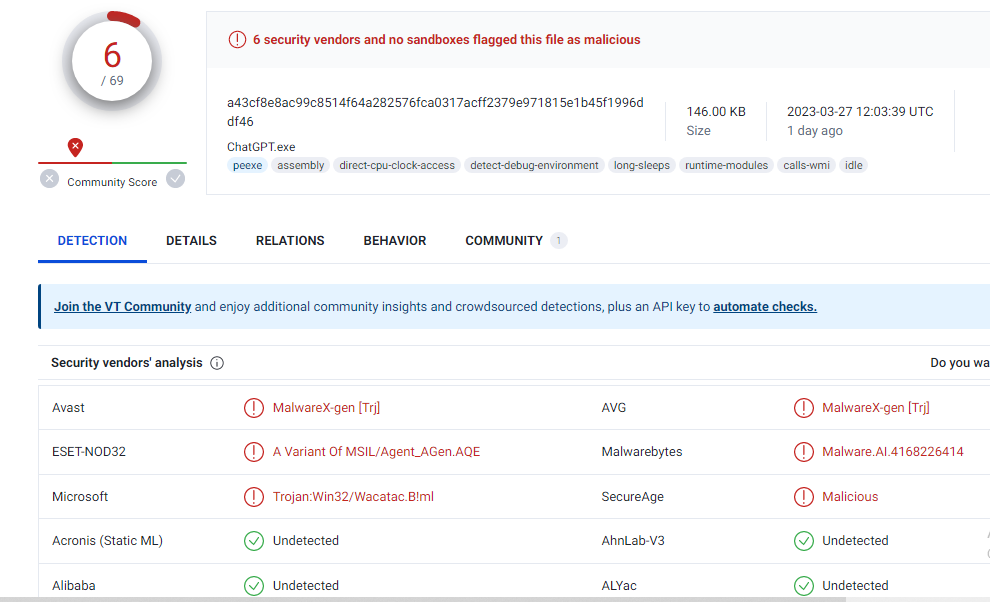 6
/ 69
Community Score
6 security vendors and no sandboxes flagged this file as malicious
a43cf8e8ac99c8514f64a282576fca0317acff2379e971815e1b45f1996d
df46
ChatGPT.exe
peexe assembly direct-cpu-clock-access detect-debug-environment long-sleeps runtime-modules calls-wmi idle
146.00 KB
Size
2023-03-27 12:03:39 UTC
1 day ago
DETECTION DETAILS RELATIONS BEHAVIOR COMMUNITY 1
Join the VT Community and enjoy additional community insights and crowdsourced detections, plus an API key to automate checks.
Security vendors' analysis Do you wa
Avast MalwareX-gen [Trj] AVG MalwareX-gen [Trj]
ESET-NOD32 A Variant Of MSIL/Agent_AGen.AQE Malwarebytes Malware.AI.4168226414
Microsoft Trojan:Win32/Wacatac.B!ml SecureAge Malicious
Acronis (Static ML) Undetected AhnLab-V3 Undetected
Alibaba Undetected ALYac Undetected